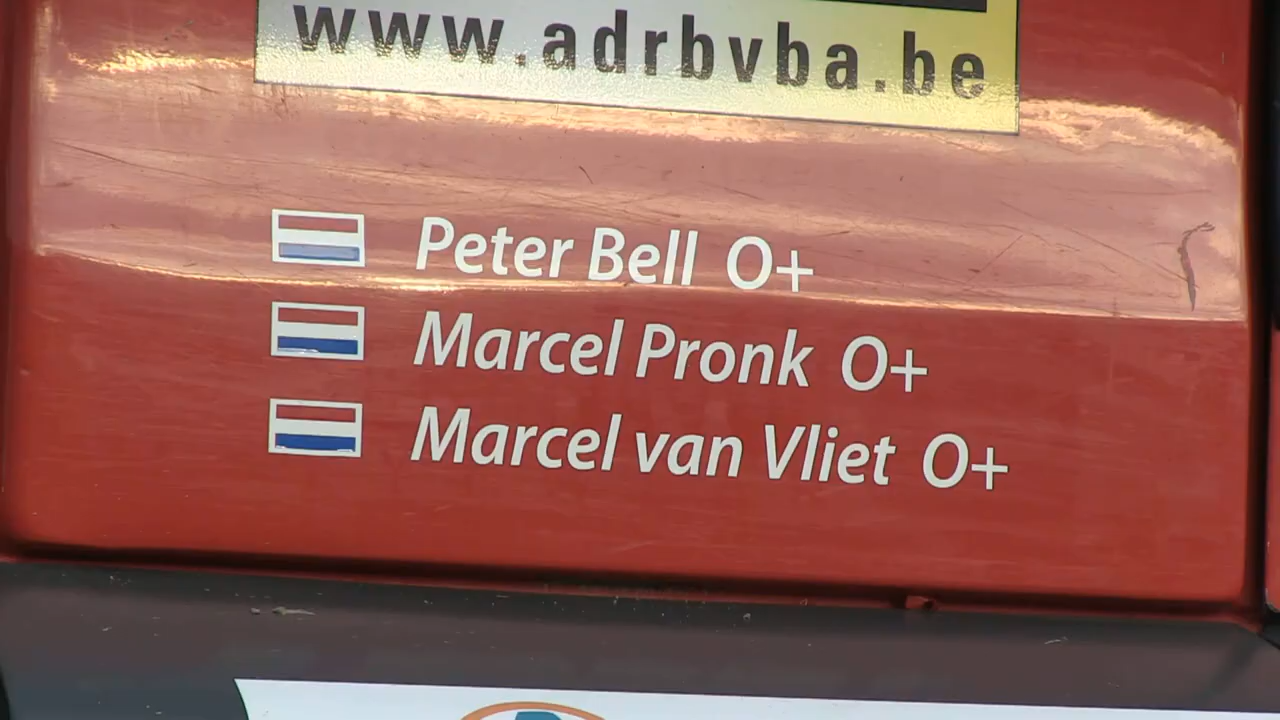 www.adrbvba.be
Peter Bell O+
Marcel Pronk O+
Marcel van Vliet O+